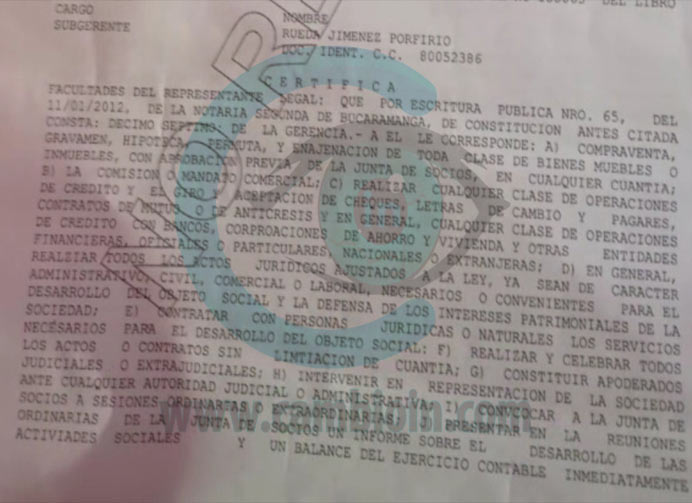 DEL LIBRO
CARGO
SUBGERENTE
NOMBRE
RUEDA JIMENEZ PORFIRIO
DOC. IDENT. C.C. 80052386
C E R T I F I C A
FACULTADES DEL REPRESENTANTE LEGAL: QUE POR ESCRITURA PUBLICA NRO. 65, DEL
11/01/2012, DE LA NOTARIA SEGUNDA DE BUCARAMANGA, DE CONSTITUCION ANTES CITADA
CONSTA: DECIMO SEPTIMO: DE LA GERENCIA.- A EL LE CORRESPONDE: A) COMPRAVENTA,
GRAVAMEN, HIPOTECA, PERMUTA, Y ENAJENACION DE TODA CLASE DE BIENES MUEBLES O
INMUEBLES, CON APROBACION PREVIA DE LA JUNTA DE SOCIOS, EN CUALQUIER CUANTIA;
B) LA COMISION MANDATO COMERCIAL; C) REALIZAR CUALQUIER CLASE DE OPERACIONES
DE CREDITO Y EL GIRO Y ACEPTACION DE CHEQUES, LETRAS DE CAMBIO Y PAGARES,
CONTRATOS DE MUTUO O DE ANTICRESIS Y EN GENERAL, CUALQUIER CLASE DE OPERACIONES
DE CREDITO CON BANCOS, CORPROACIONES DE AHORRO Y VIVIENDA Y OTRAS ENTIDADES
FINANCIERAS, OFICIALES O PARTICULARES, NACIONALES O EXTRANJERAS; D) EN GENERAL,
REALZIAR TODOS LOS ACTOS JURIDICOS AJUSTADOS A LA LEY, YA SEAN DE CARACTER
ADMINISTRATIVO, CIVIL, COMERCIAL O LABORAL, NECESARIOS O CONVENIENTES PARA EL
DESARROLLO DEL OBJETO SOCIAL Y LA DEFENSA DE LOS INTERESES PATRIMONIALES DE LA
SOCIEDAD; E) CONTRATAR CON PERSONAS JURIDICAS O NATURALES LOS SERVICIOS
NECESARIOS PARA EL DESARROLLO DEL OBJETO SOCIAL; F) REALIZAR Y CELEBRAR TODOS
LOS ACTOS O CONTRATOS SIN LIMTIACION DE CUANTIA; G) CONSTITUIR APODERADOS
JUDICIALES O EXTRAJUDICIALES; H) INTERVENIR EN REPRESENTACION DE LA SOCIEDAD
ANTE CUALQUIER AUTORIDAD JUDICIAL O ADMINISTRATIVA; I) CONVOCAR A LA JUNTA DE
SOCIOS A SESIONES ORDINARIAS O EXTRAORDINARIAS; J) PRESENTAR EN LA REUNIONES
ORDINARIAS DE LA JUNTA DE SOCIOS UN INFORME SOBRE EL DESARROLLO DE LAS
ACTIVIADES SOCIALES Y UN BALANCE DEL EJERCICIO CONTABLE INMEDIATAMENTE